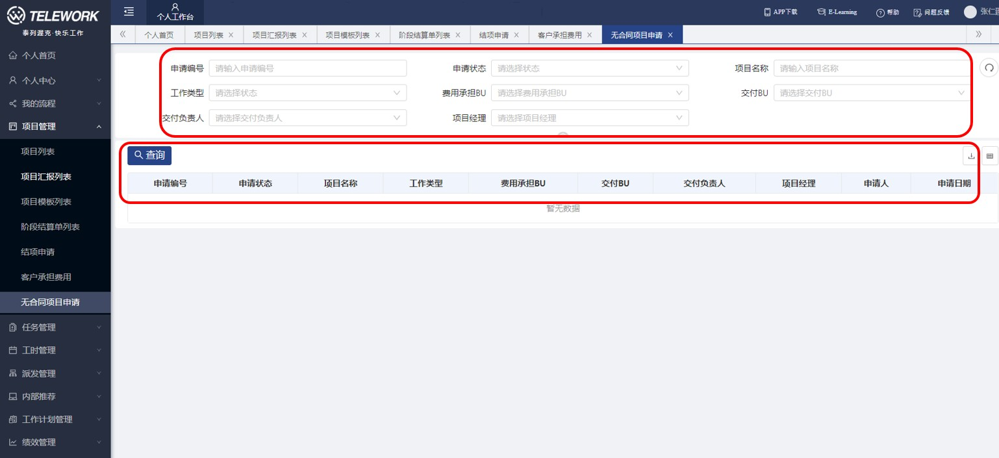 TELEWORK
泰列渥克·快乐工作
个人工作台
APP下载 E-Learning 帮助 问题反馈
个人首页 项目列表 项目汇报列表 项目模板列表 阶段结算单列表 结项申请 客户承担费用 无合同项目申请
个人首页
个人中心
我的流程
项目管理
项目列表
项目汇报列表
项目模板列表
阶段结算单列表
结项申请
客户承担费用
无合同项目申请
任务管理
工时管理
派发管理
内部推荐
工作计划管理
绩效管理
申请编号 请输入申请编号 申请状态 请选择状态 项目名称 请输入项目名称
工作类型 请选择状态 费用承担BU 请选择费用承担BU 交付BU 请选择交付BU
交付负责人 请选择交付负责人 项目经理 请选择项目经理
查询
申请编号 申请状态 项目名称 工作类型 费用承担BU 交付BU 交付负责人 项目经理 申请人 申请日期
暂无数据